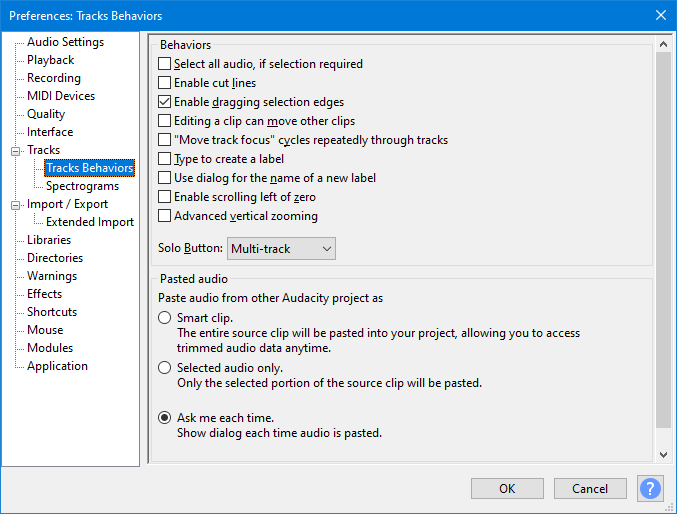 Preferences: Tracks Behaviors
Audio Settings
Playback
Recording
MIDI Devices
Quality
Interface
Tracks
Tracks Behaviors
Spectrograms
Import / Export
Extended Import
Libraries
Directories
Warnings
Effects
Shortcuts
Mouse
Modules
Application
Behaviors
Select all audio, if selection required
Enable cut lines
Enable dragging selection edges
Editing a clip can move other clips
"Move track focus" cycles repeatedly through tracks
Type to create a label
Use dialog for the name of a new label
Enable scrolling left of zero
Advanced vertical zooming
Solo Button: Multi-track
Pasted audio
Paste audio from other Audacity project as
Smart clip.
The entire source clip will be pasted into your project, allowing you to access
trimmed audio data anytime.
Selected audio only.
Only the selected portion of the source clip will be pasted.
Ask me each time.
Show dialog each time audio is pasted.
OK Cancel ?